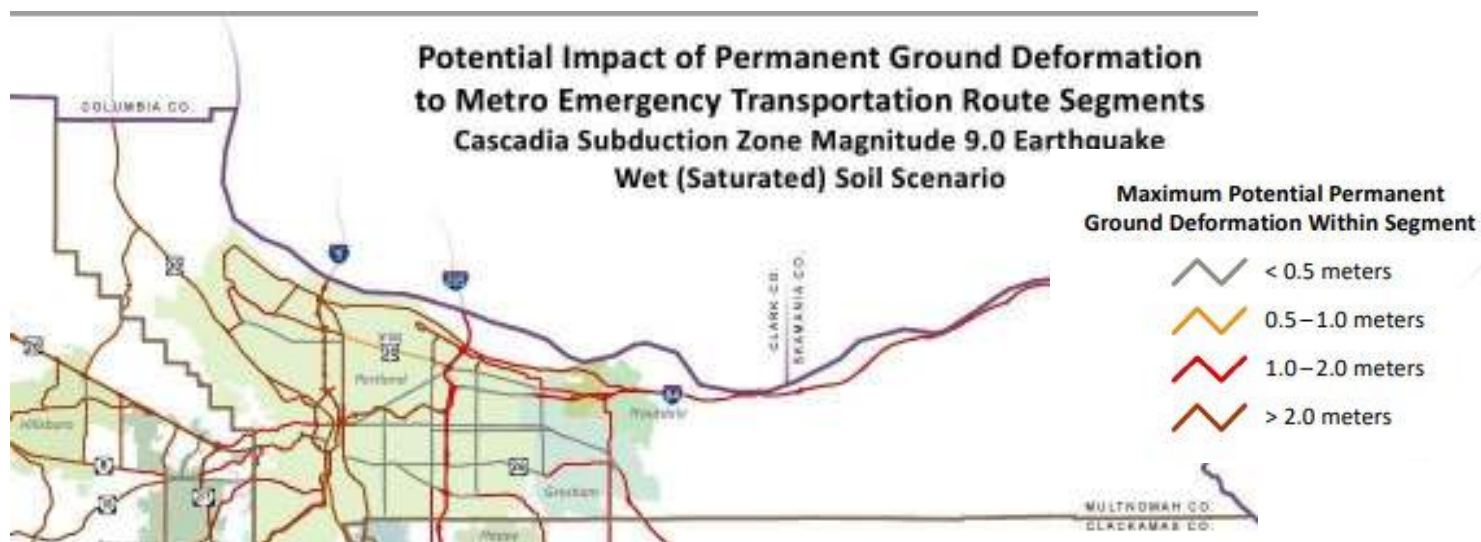 Potential Impact of Permanent Ground Deformation
to Metro Emergency Transportation Route Segments
Cascadia Subduction Zone Magnitude 9.0 Earthquake
Wet (Saturated) Soil Scenario
Maximum Potential Permanent
Ground Deformation Within Segment
< 0.5 meters
0.5–1.0 meters
1.0–2.0 meters
> 2.0 meters
COLUMBIA CO.
5
CLARK CO.
SKAMANIA CO.
Portland
Hillsboro
84
Troutdale
8
26
Gresham
MULTNOMAH CO.
CLACKAMAS CO.
Happy